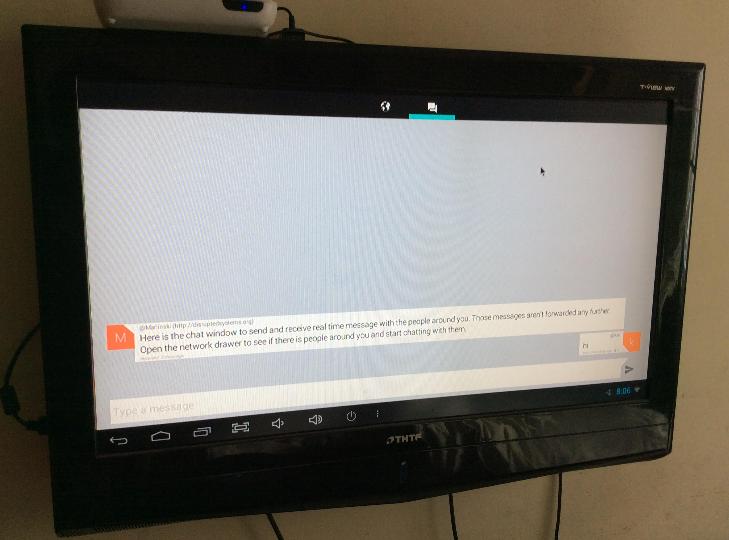 T-VIEW
@Marlinski (http://disruptedsystems.org)
M
Here is the chat window to send and receive real time message with the people around you. Those messages aren't forwarded any further.
Open the network drawer to see if there is people around you and start chatting with them.
hi
k
Type a message
8:06
THTF